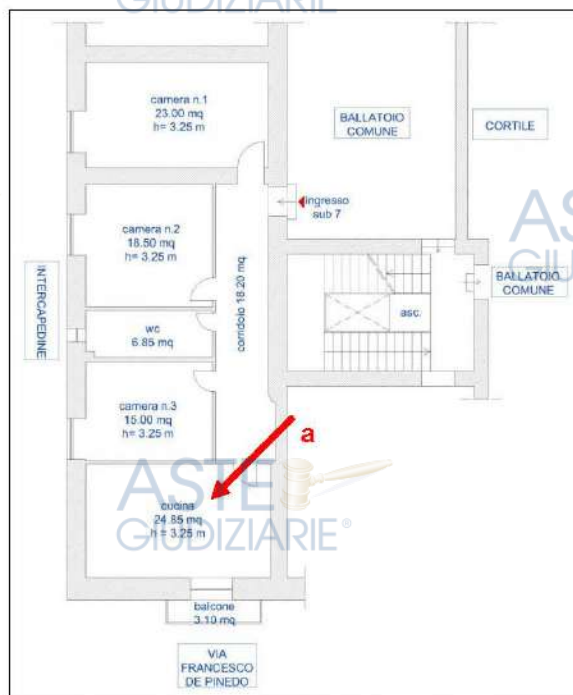 GIUDIZIARIE
camera n.1
23.00 mq
h= 3.25 m
BALLATOIO
COMUNE
CORTILE
ingresso
sub 7
camera n.2
18.50 mq
h= 3.25 m
ASTE
GIUDIZIARIE
INTERCAPEDINE
corridoio 18.20 mq
BALLATOIO
COMUNE
asc.
wc
6.85 mq
camera n.3
15.00 mq
h= 3.25 m
a
ASTE
GIUDIZIARIE®
cucina
24.85 mq
h = 3.25 m
balcone
3.10 mq
VIA
FRANCESCO
DE PINEDO